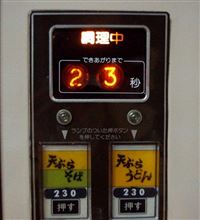 調理中
できあがりまで
23秒
ランプのついた押ボタン
を押してください
天ぷら
そば
天ぷら
うどん
230
230
押す
押す